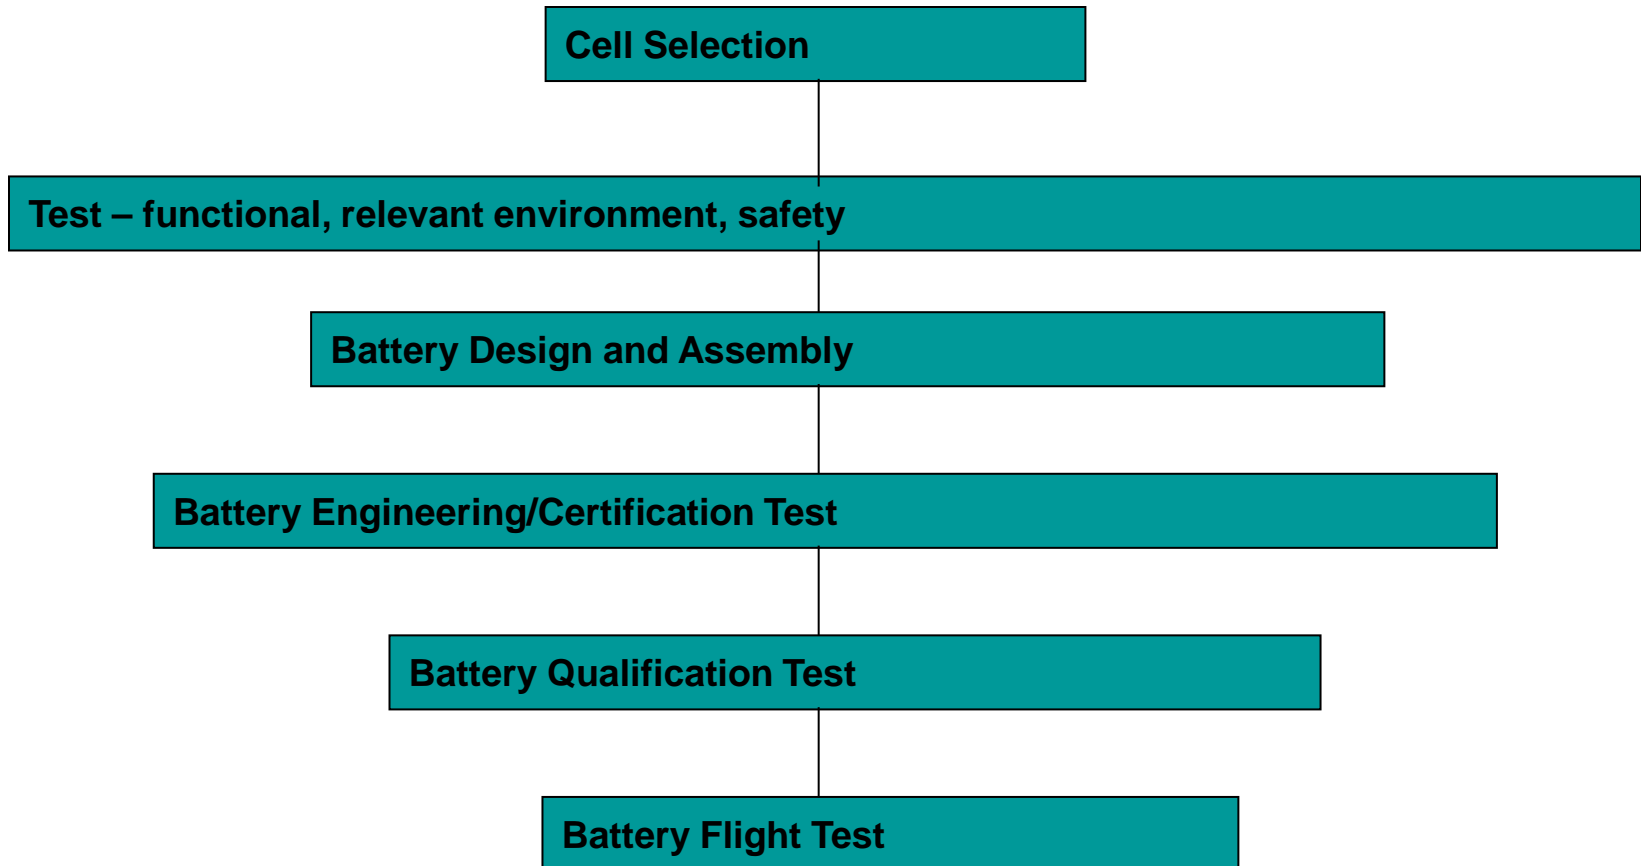 Cell Selection
Test – functional, relevant environment, safety
Battery Design and Assembly
Battery Engineering/Certification Test
Battery Qualification Test
Battery Flight Test